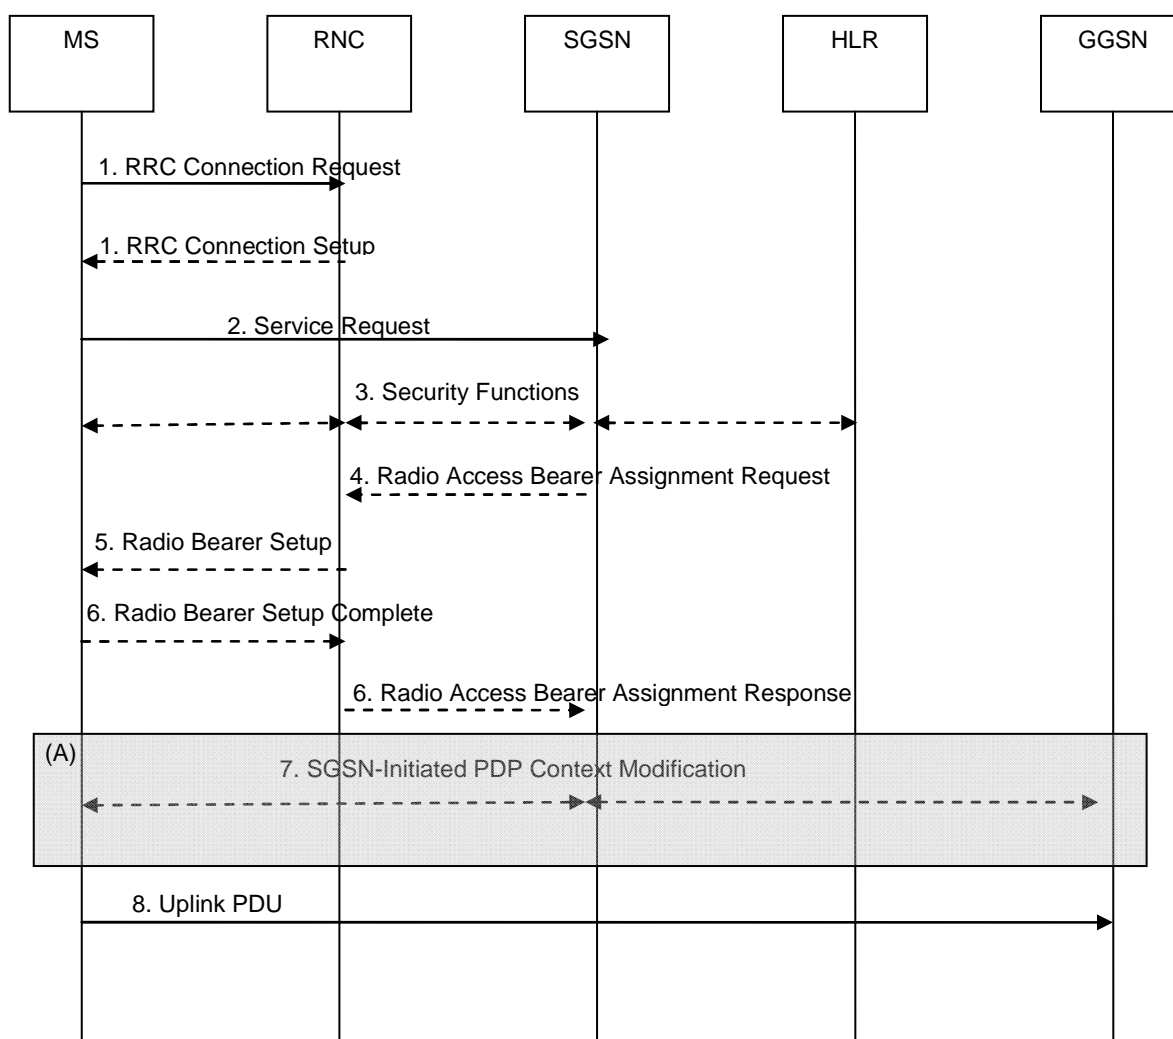 MS
RNC
SGSN
HLR
GGSN
1. RRC Connection Request
1. RRC Connection Setup
2. Service Request
3. Security Functions
4. Radio Access Bearer Assignment Request
5. Radio Bearer Setup
6. Radio Bearer Setup Complete
6. Radio Access Bearer Assignment Response
(A)
7. SGSN-Initiated PDP Context Modification
8. Uplink PDU